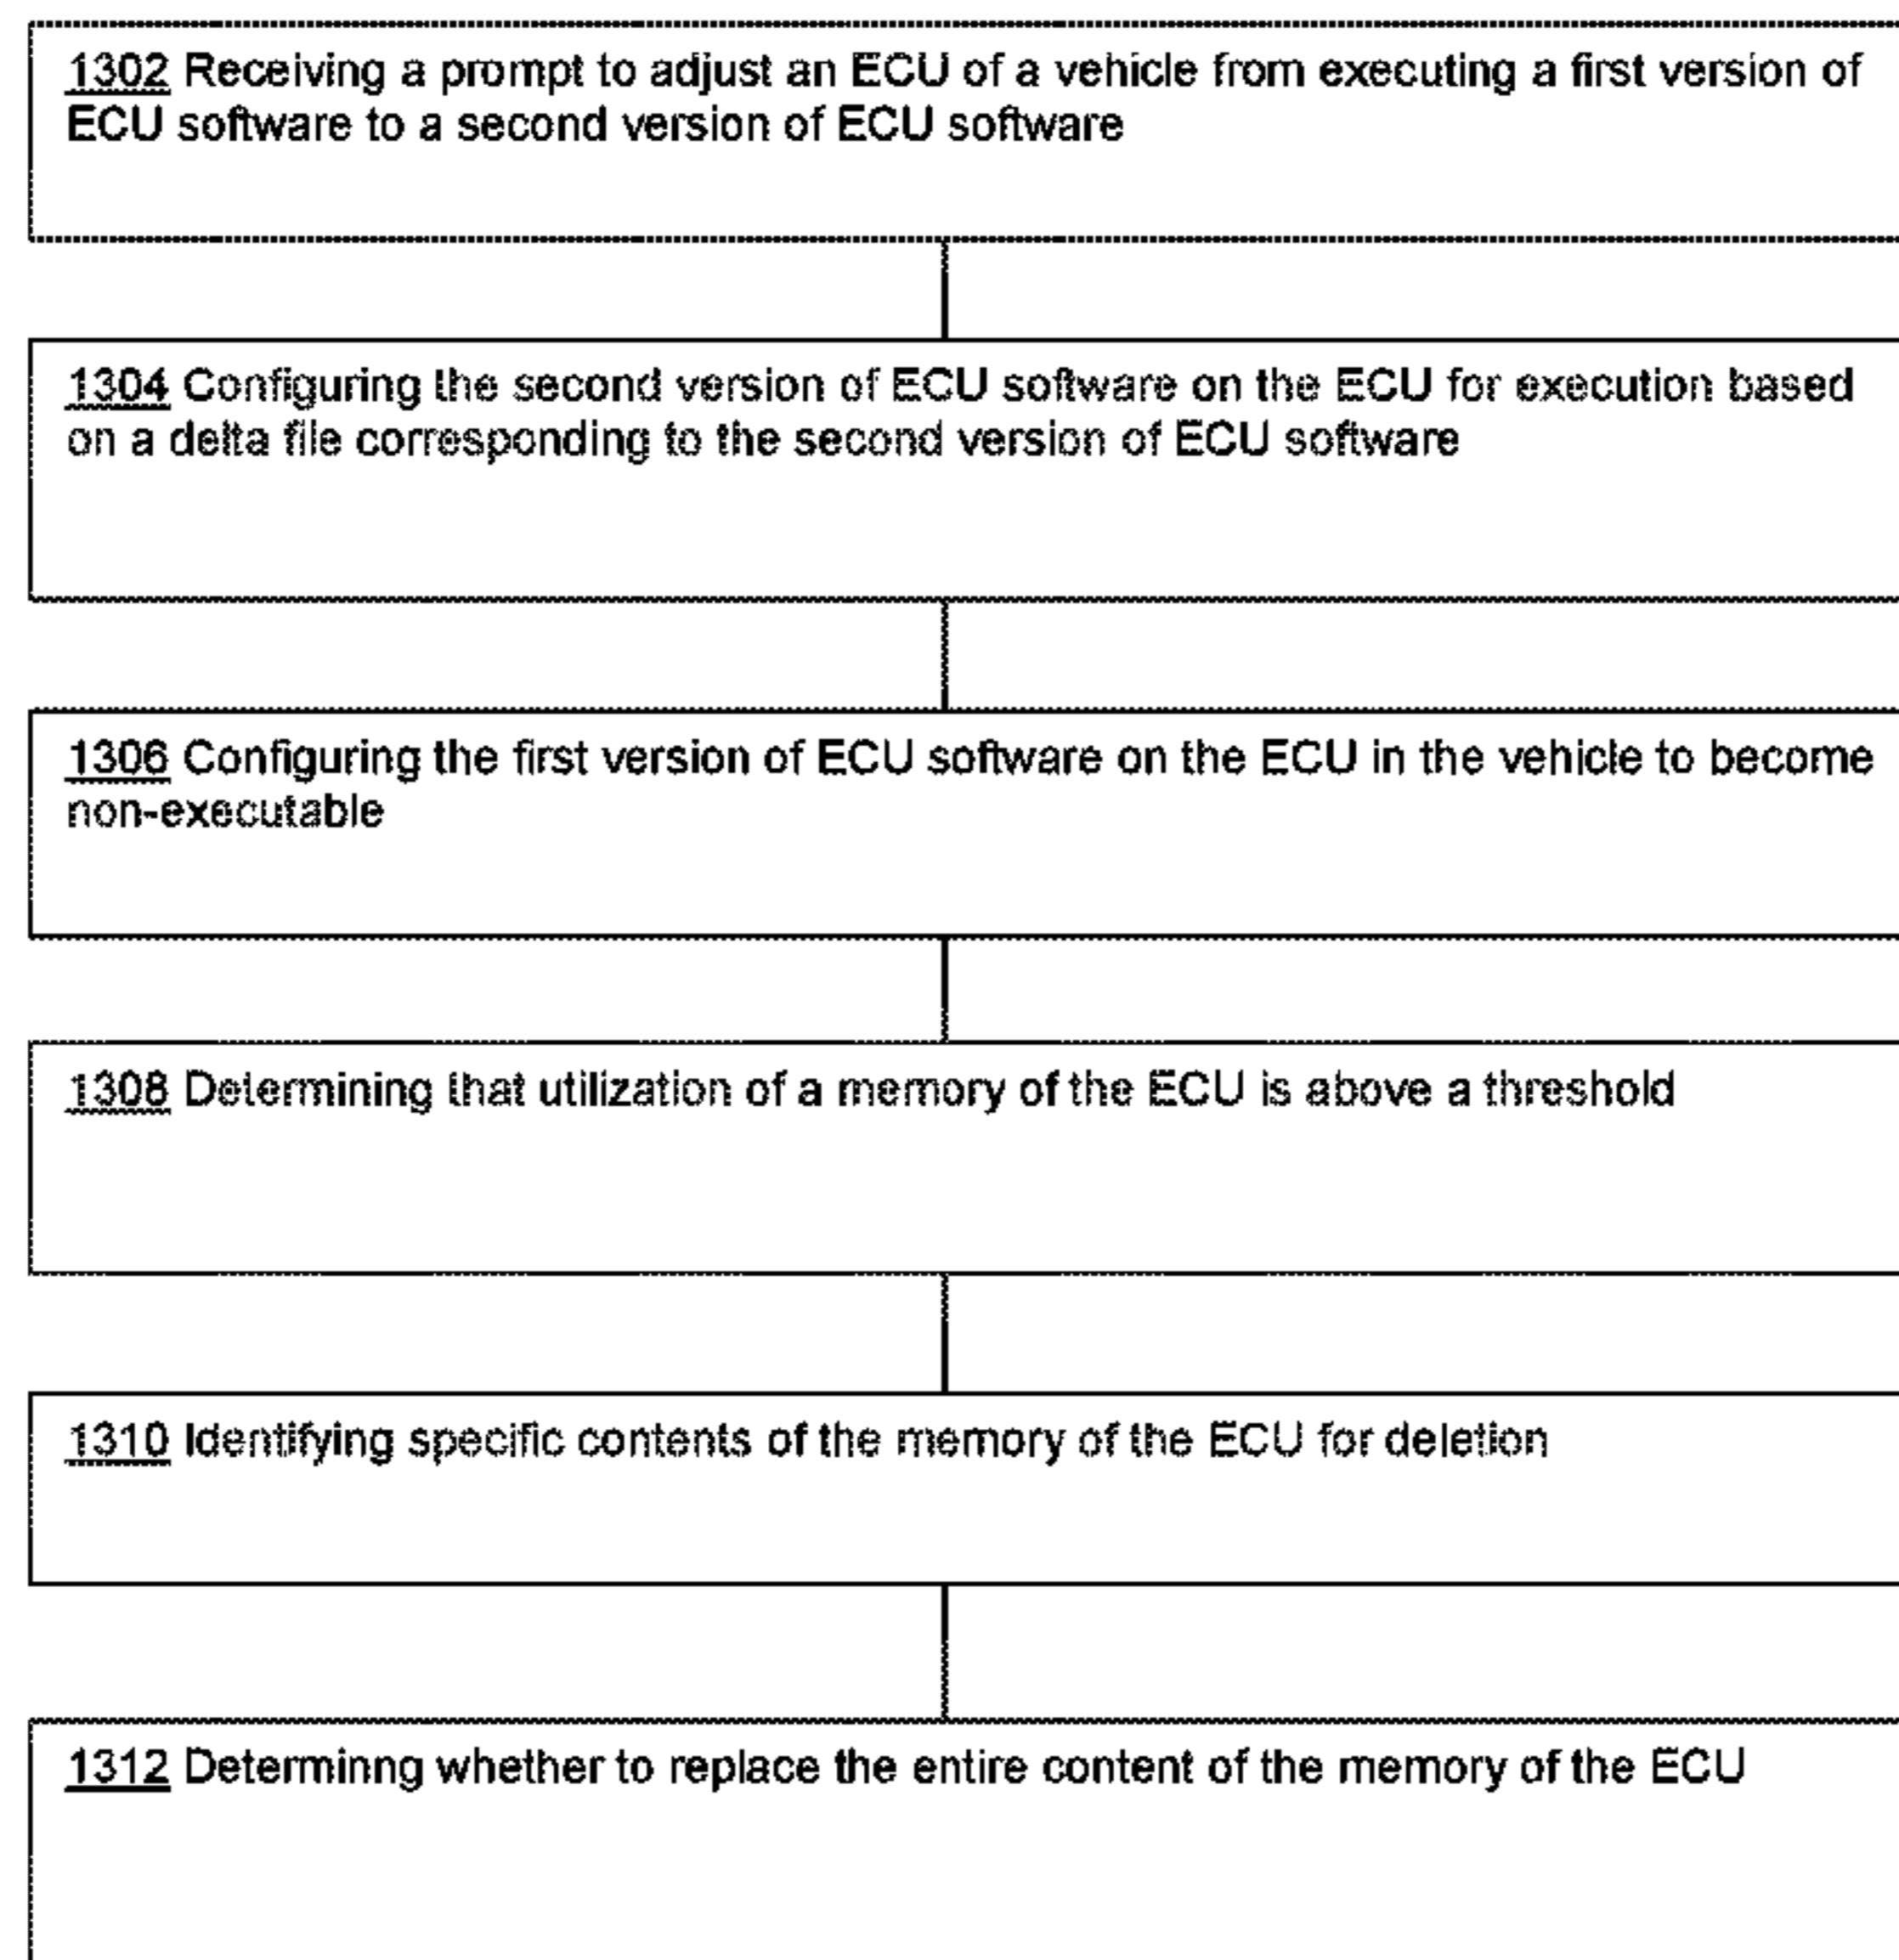 1302 Receiving a prompt to adjust an ECU of a vehicle from executing a first version of
ECU software to a second version of ECU software
1304 Configuring the second version of ECU software on the ECU for execution based
on a delta file corresponding to the second version of ECU software
1306 Configuring the first version of ECU software on the ECU in the vehicle to become
non-executable
1308 Determining that utilization of a memory of the ECU is above a threshold
1310 Identifying specific contents of the memory of the ECU for deletion
1312 Determinng whether to replace the entire content of the memory of the ECU